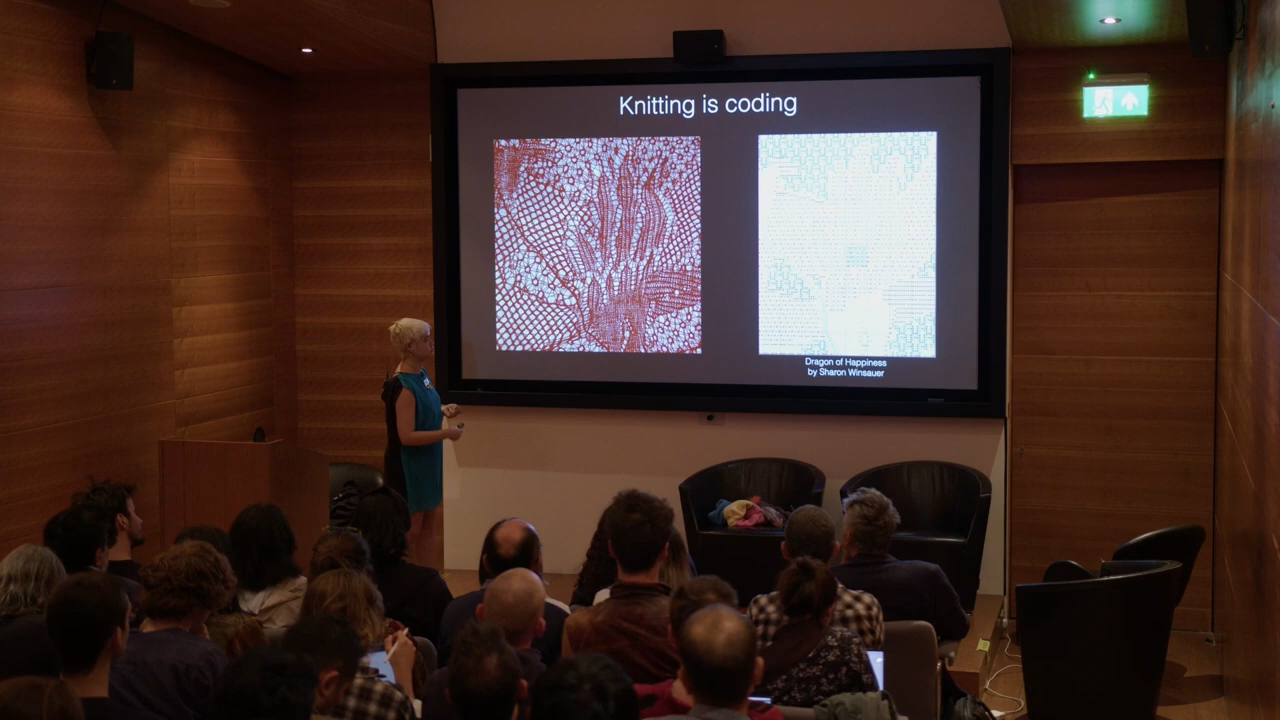 Knitting is coding
Dragon of Happiness
by Sharon Winsauer